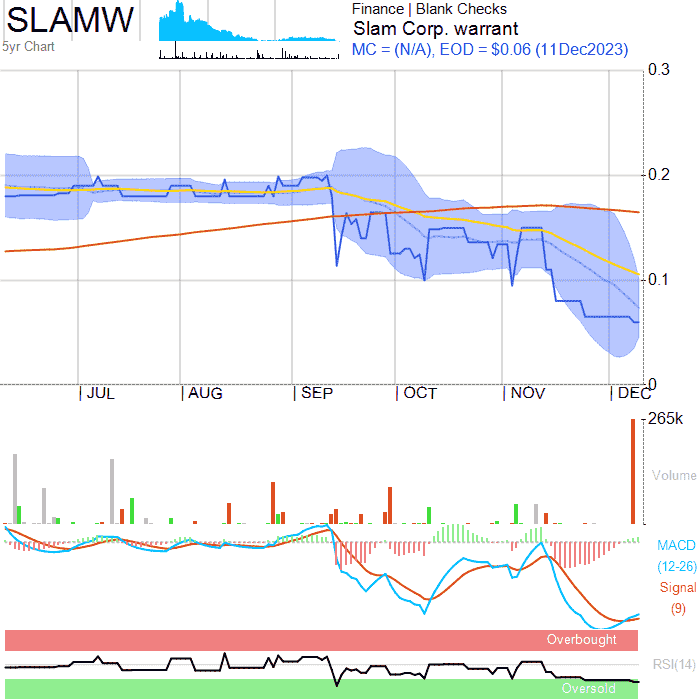 SLAMW
5yr Chart
Finance | Blank Checks
Slam Corp. warrant
MC = (N/A), EOD = $0.06 (11Dec2023)
0.3
0.2
0.1
0
| JUL | AUG | SEP | OCT | NOV | DEC
265k
Volume
MACD
(12-26)
Signal
(9)
Overbought
RSI(14)
Oversold